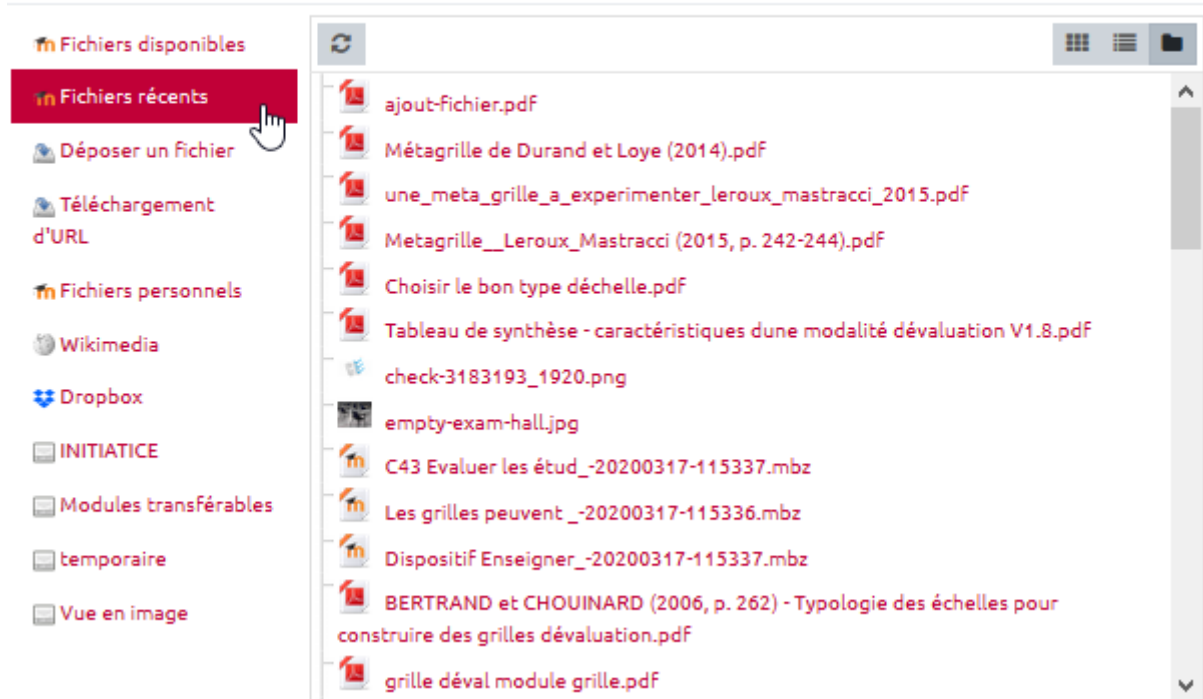 Fichiers disponibles
Fichiers récents
Déposer un fichier
Téléchargement
d'URL
Fichiers personnels
Wikimedia
Dropbox
INITIATICE
Modules transférables
temporaire
Vue en image
ajout-fichier.pdf
Métagrille de Durand et Loye (2014).pdf
une_meta_grille_a_experimenter_leroux_mastracci_2015.pdf
Metagrille__Leroux_Mastracci (2015, p. 242-244).pdf
Choisir le bon type déchelle.pdf
Tableau de synthèse - caractéristiques dune modalité dévaluation V1.8.pdf
check-3183193_1920.png
empty-exam-hall.jpg
C43 Evaluer les étud_-20200317-115337.mbz
Les grilles peuvent _-20200317-115336.mbz
Dispositif Enseigner_-20200317-115337.mbz
BERTRAND et CHOUINARD (2006, p. 262) - Typologie des échelles pour
construire des grilles dévaluation.pdf
grille déval module grille.pdf